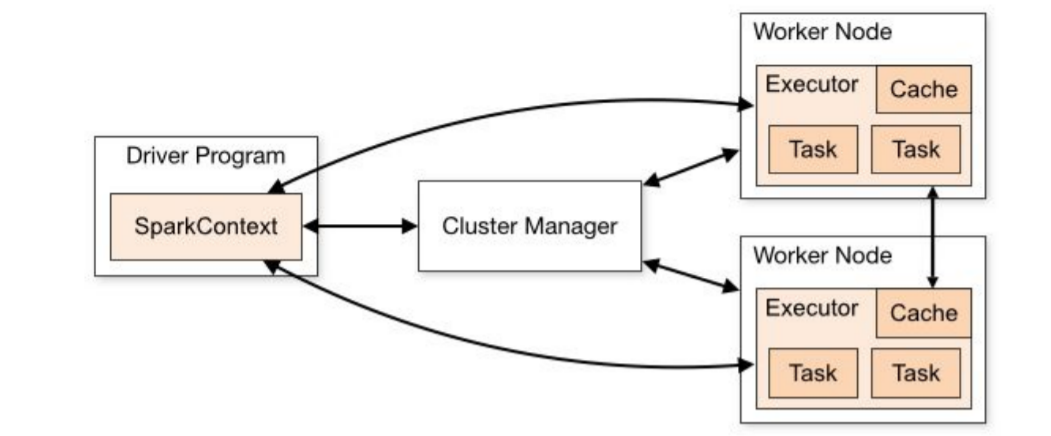 Driver Program
SparkContext
Cluster Manager
Worker Node
Executor
Cache
Task
Task
Worker Node
Executor
Cache
Task
Task